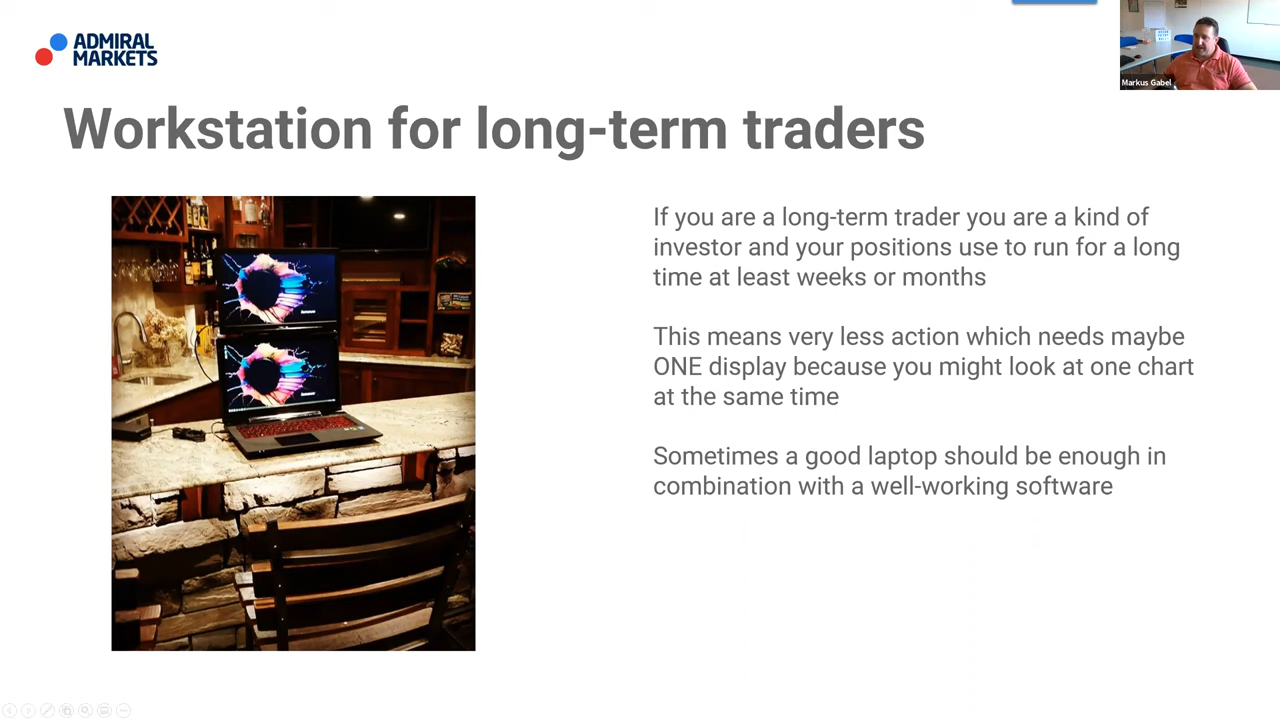 ADMIRAL
MARKETS
Markus Gabel
Workstation for long-term traders
If you are a long-term trader you are a kind of
investor and your positions use to run for a long
time at least weeks or months
This means very less action which needs maybe
ONE display because you might look at one chart
at the same time
Sometimes a good laptop should be enough in
combination with a well-working software